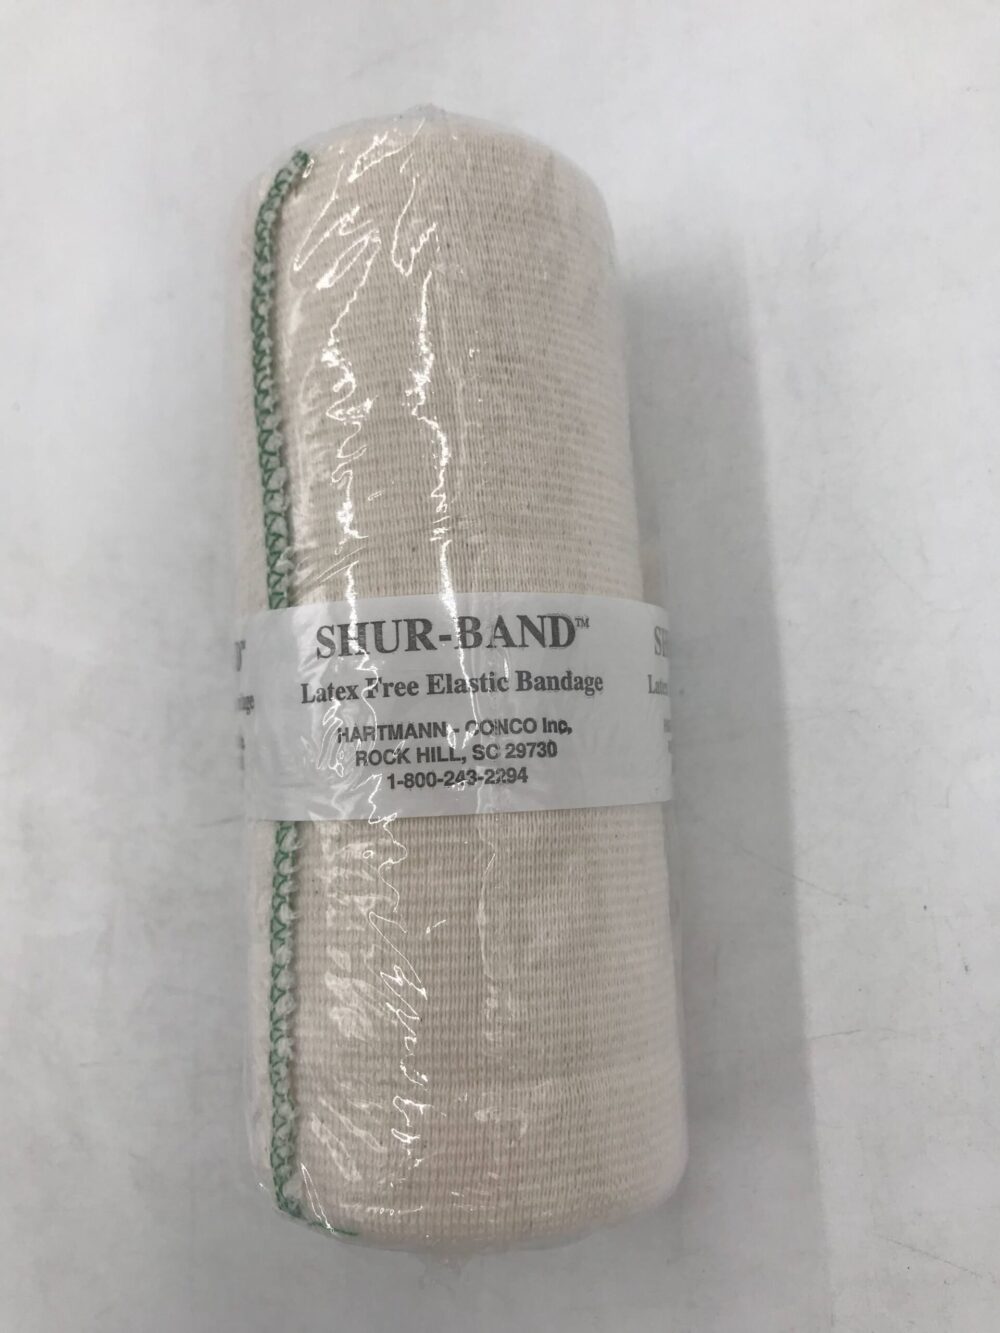 SHUR-BAND™
Latex Free Elastic Bandage
HARTMANN - CONCO Inc,
ROCK HILL, SC 29730
1-800-243-2294